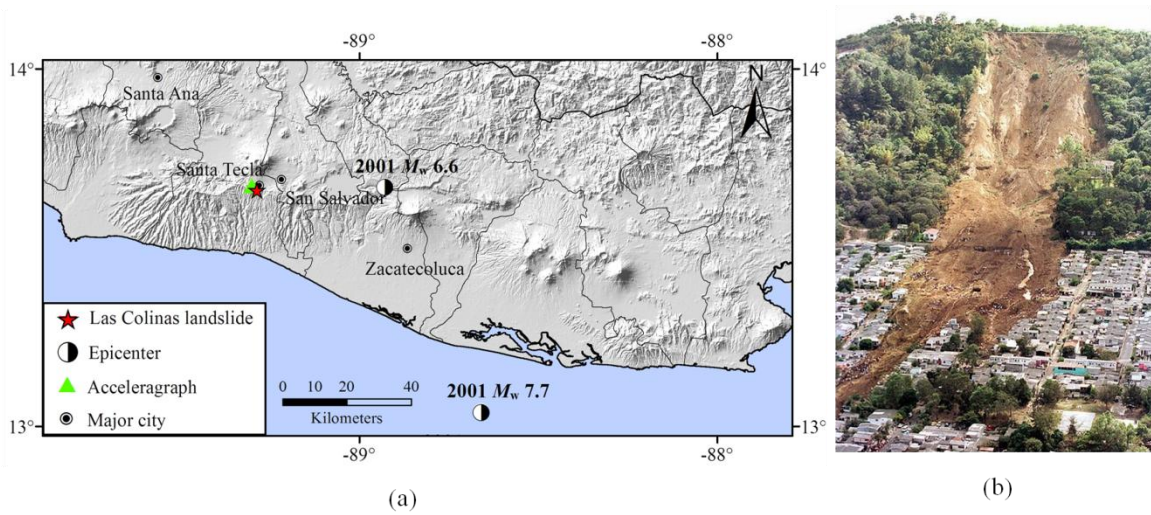 -89°
-88°
14°
14°
N
Santa Ana
2001 Mw 6.6
Santa Tecla
San Salvador
Zacatecoluca
Las Colinas landslide
Epicenter
Acceleragraph
Major city
0 10 20 40
Kilometers
2001 Mw 7.7
13°
13°
-89°
-88°
(a)
(b)